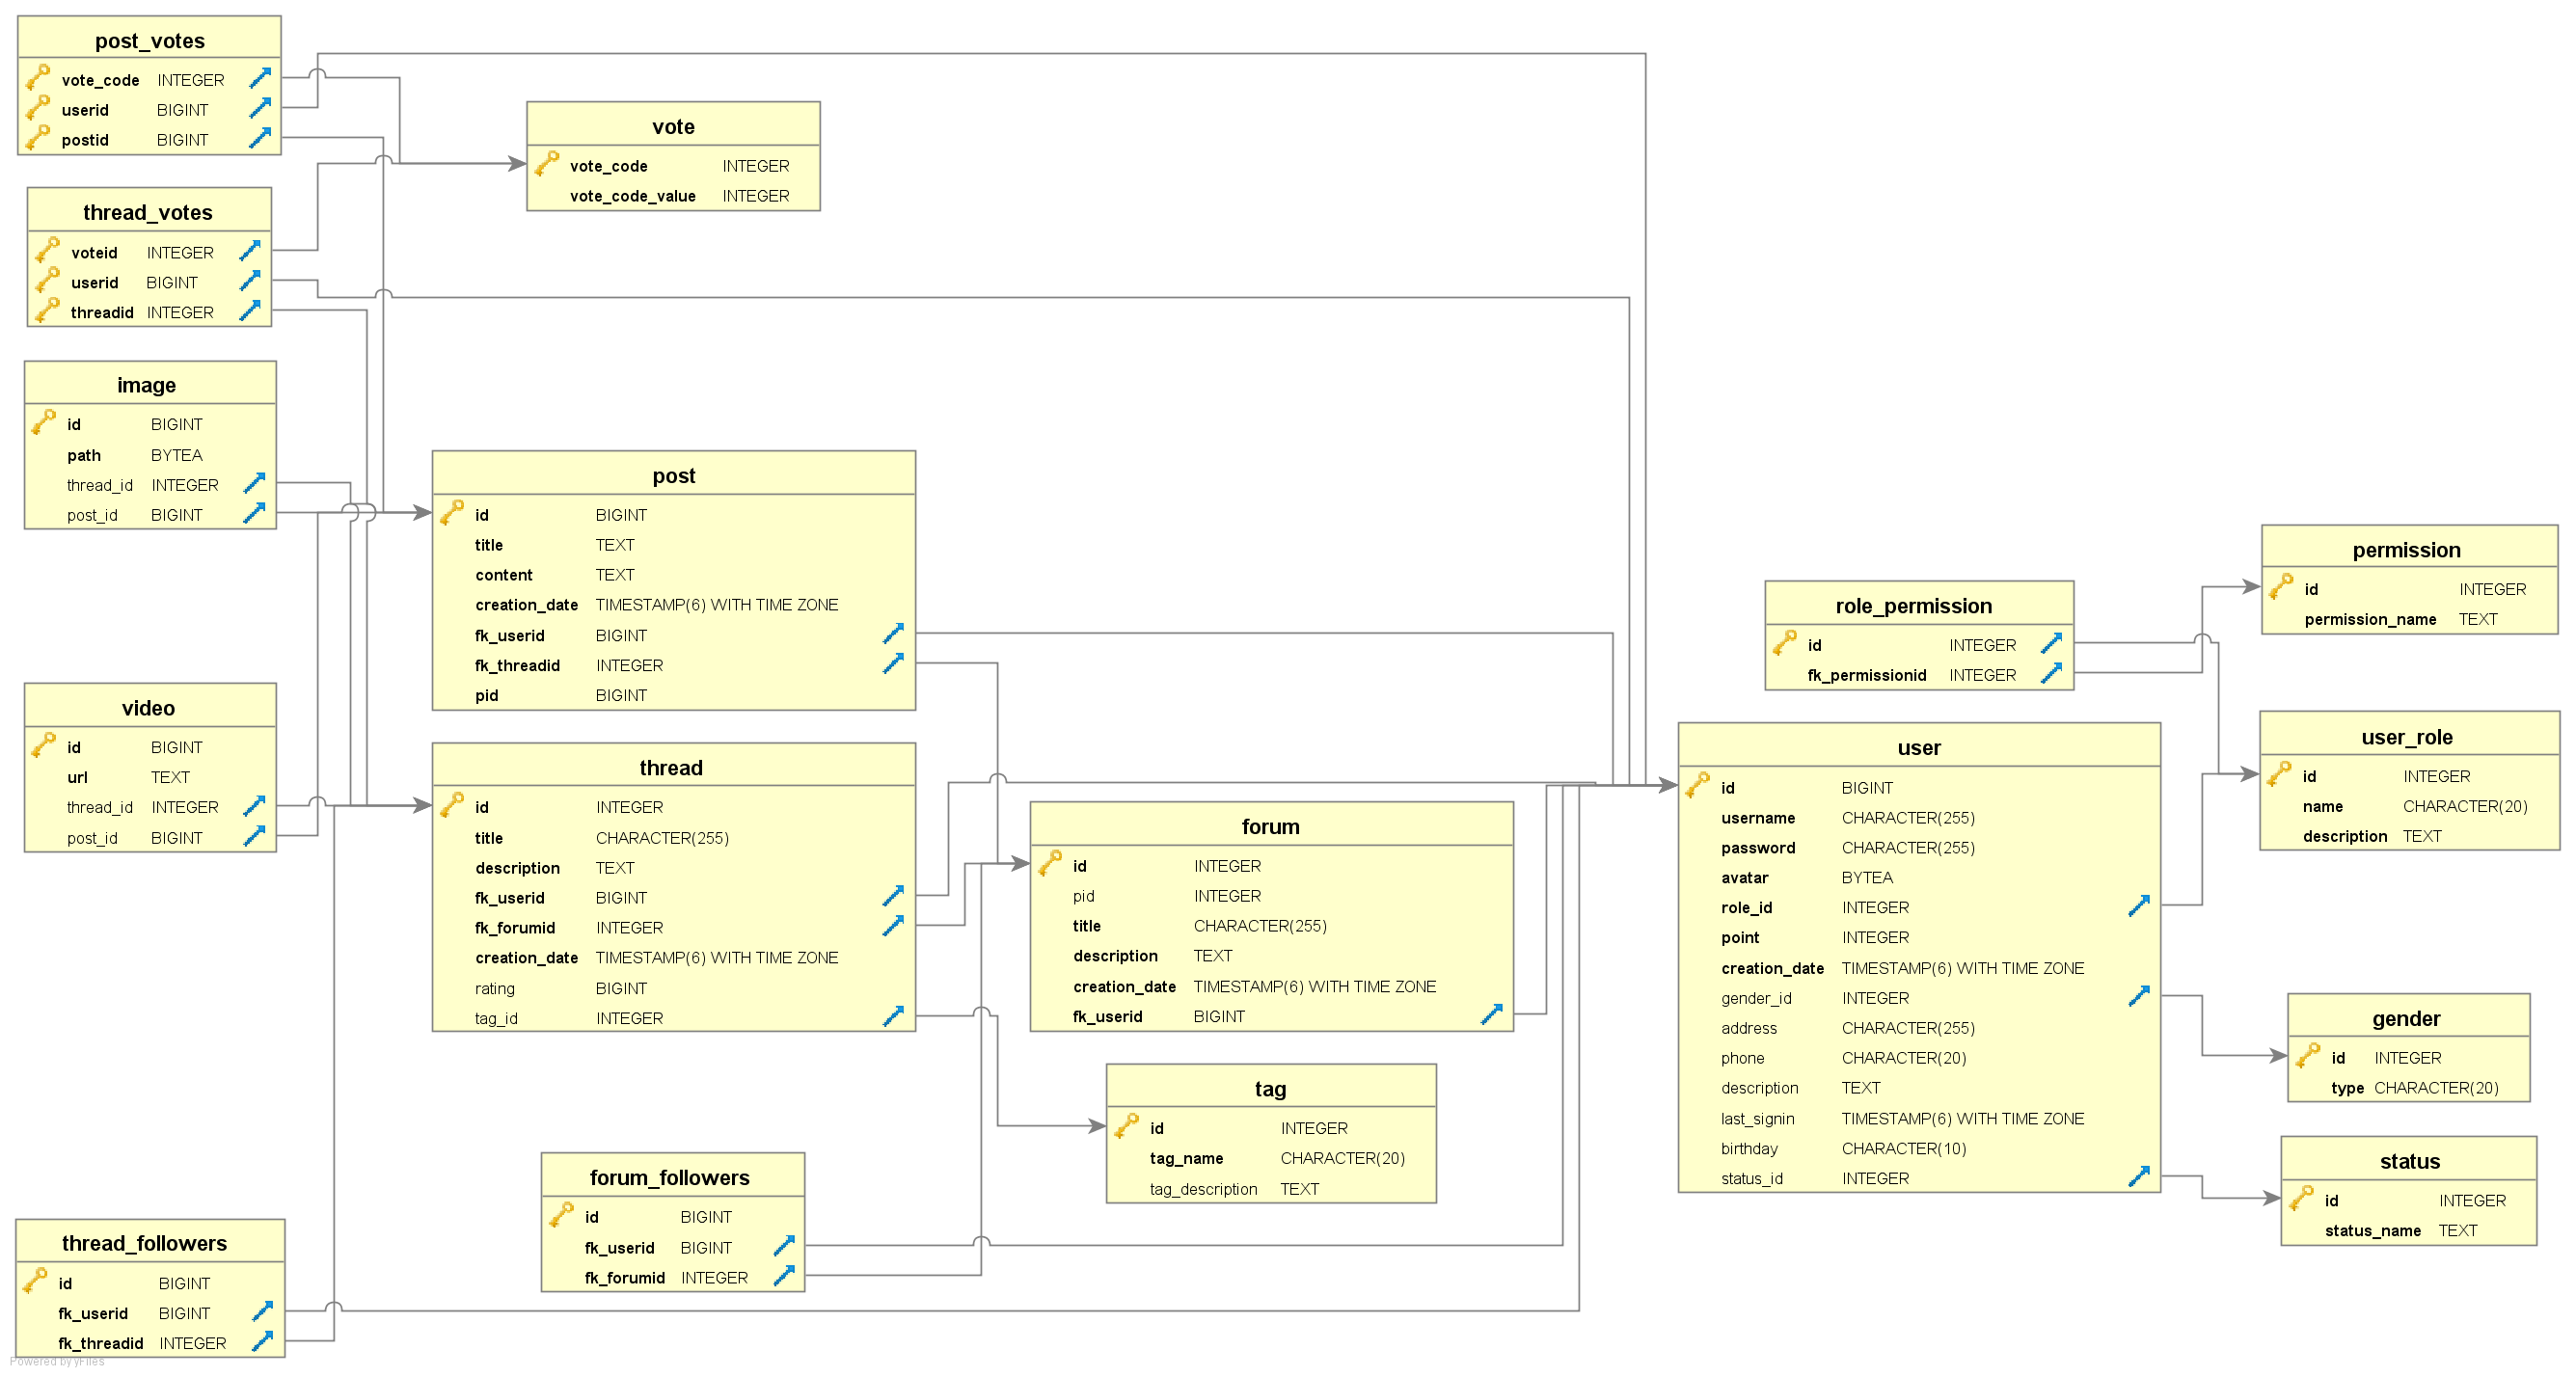 post_votes
vote_code INTEGER
userid BIGINT
postid BIGINT
thread_votes
voteid INTEGER
userid BIGINT
threadid INTEGER
image
id BIGINT
path BYTEA
thread_id INTEGER
post_id BIGINT
video
id BIGINT
url TEXT
thread_id INTEGER
post_id BIGINT
thread_followers
id BIGINT
fk_userid BIGINT
fk_threadid INTEGER
Powered by yFiles
vote
vote_code INTEGER
vote_code_value INTEGER
post
id BIGINT
title TEXT
content TEXT
creation_date TIMESTAMP(6) WITH TIME ZONE
fk_userid BIGINT
fk_threadid INTEGER
pid BIGINT
thread
id INTEGER
title CHARACTER(255)
description TEXT
fk_userid BIGINT
fk_forumid INTEGER
creation_date TIMESTAMP(6) WITH TIME ZONE
rating BIGINT
tag_id INTEGER
forum_followers
id BIGINT
fk_userid BIGINT
fk_forumid INTEGER
forum
id INTEGER
pid INTEGER
title CHARACTER(255)
description TEXT
creation_date TIMESTAMP(6) WITH TIME ZONE
fk_userid BIGINT
tag
id INTEGER
tag_name CHARACTER(20)
tag_description TEXT
role_permission
id INTEGER
fk_permissionid INTEGER
user
id BIGINT
username CHARACTER(255)
password CHARACTER(255)
avatar BYTEA
role_id INTEGER
point INTEGER
creation_date TIMESTAMP(6) WITH TIME ZONE
gender_id INTEGER
address CHARACTER(255)
phone CHARACTER(20)
description TEXT
last_signin TIMESTAMP(6) WITH TIME ZONE
birthday CHARACTER(10)
status_id INTEGER
permission
id INTEGER
permission_name TEXT
user_role
id INTEGER
name CHARACTER(20)
description TEXT
gender
id INTEGER
type CHARACTER(20)
status
id INTEGER
status_name TEXT